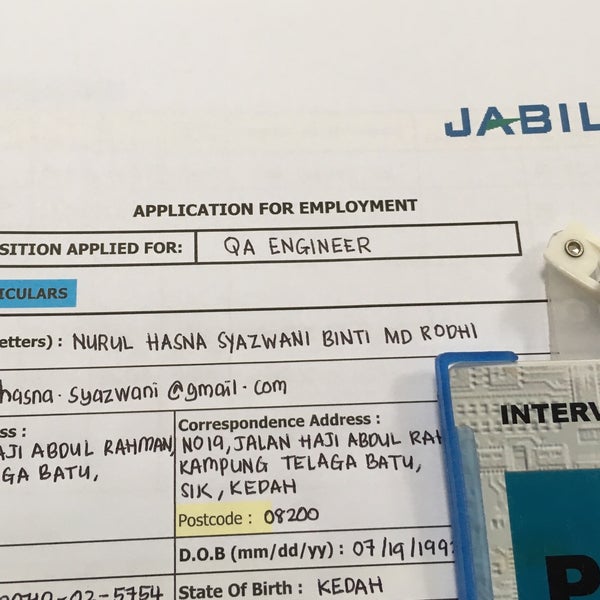 JABIL
APPLICATION FOR EMPLOYMENT
SITION APPLIED FOR: QA ENGINEER
ICULARS
etters) : NURUL HASNA SYAZWANI BINTI MD RODHI
hasna.syazwani@gmail.com
ss : Correspondence Address :
AJI ABDUL RAHMAN, NO19, JALAN HAJI ABDUL RAH
GA BATU, KAMPUNG TELAGA BATU,
SIK, KEDAH
Postcode : 08200
D.O.B (mm/dd/yy) : 07/19/199
-02-5754 State Of Birth : KEDAH
INTERV
P